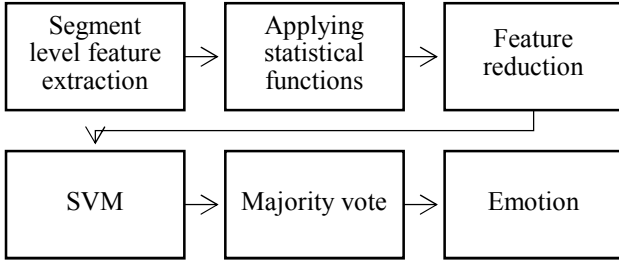 Segment
level feature
extraction
Applying
statistical
functions
Feature
reduction
SVM
Majority vote
Emotion